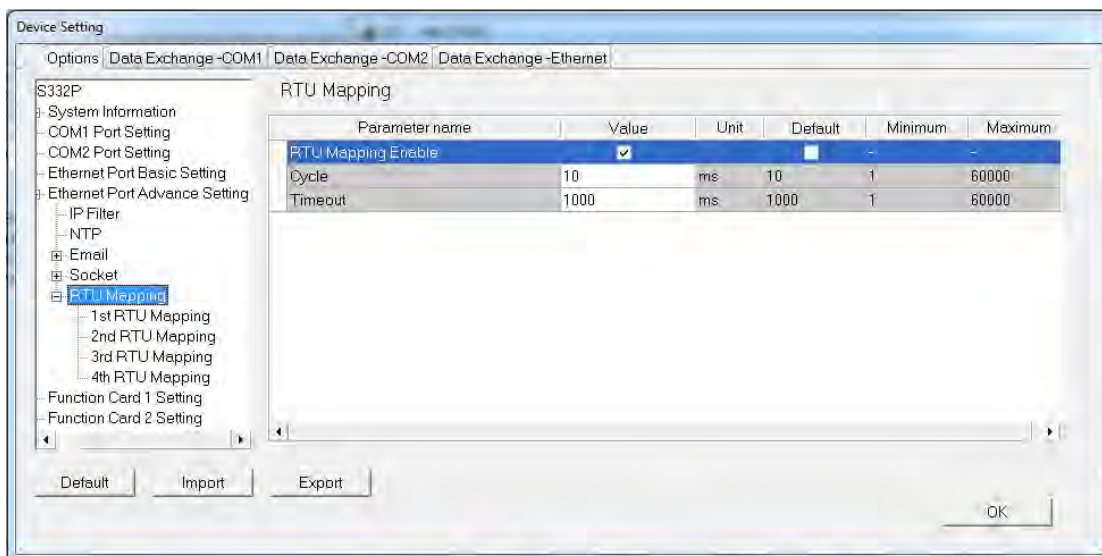 Device Setting
Options Data Exchange -COM1 Data Exchange -COM2 Data Exchange -Ethernet
S332P
System Information
COM1 Port Setting
COM2 Port Setting
Ethernet Port Basic Setting
Ethernet Port Advance Setting
IP Filter
NTP
Email
Socket
RTU Mapping
1st RTU Mapping
2nd RTU Mapping
3rd RTU Mapping
4th RTU Mapping
Function Card 1 Setting
Function Card 2 Setting
RTU Mapping
Parameter name Value Unit Default Minimum Maximum
RTU Mapping Enable - -
Cycle 10 ms 10 1 60000
Timeout 1000 ms 1000 1 60000
Default Import Export
OK